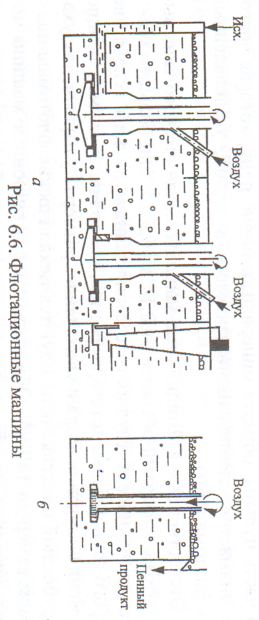 Исх.
Воздух
Воздух
а
Воздух
Пенный
продукт
б
Рис. 6.6. Флотационные машины